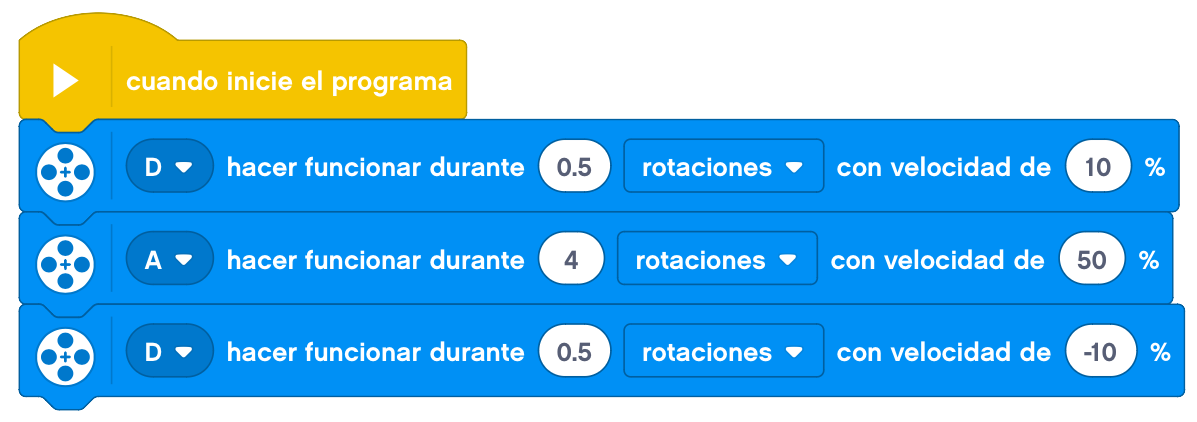 cuando inicie el programa
D hacer funcionar durante 0.5 rotaciones con velocidad de 10 %
A hacer funcionar durante 4 rotaciones con velocidad de 50 %
D hacer funcionar durante 0.5 rotaciones con velocidad de -10 %